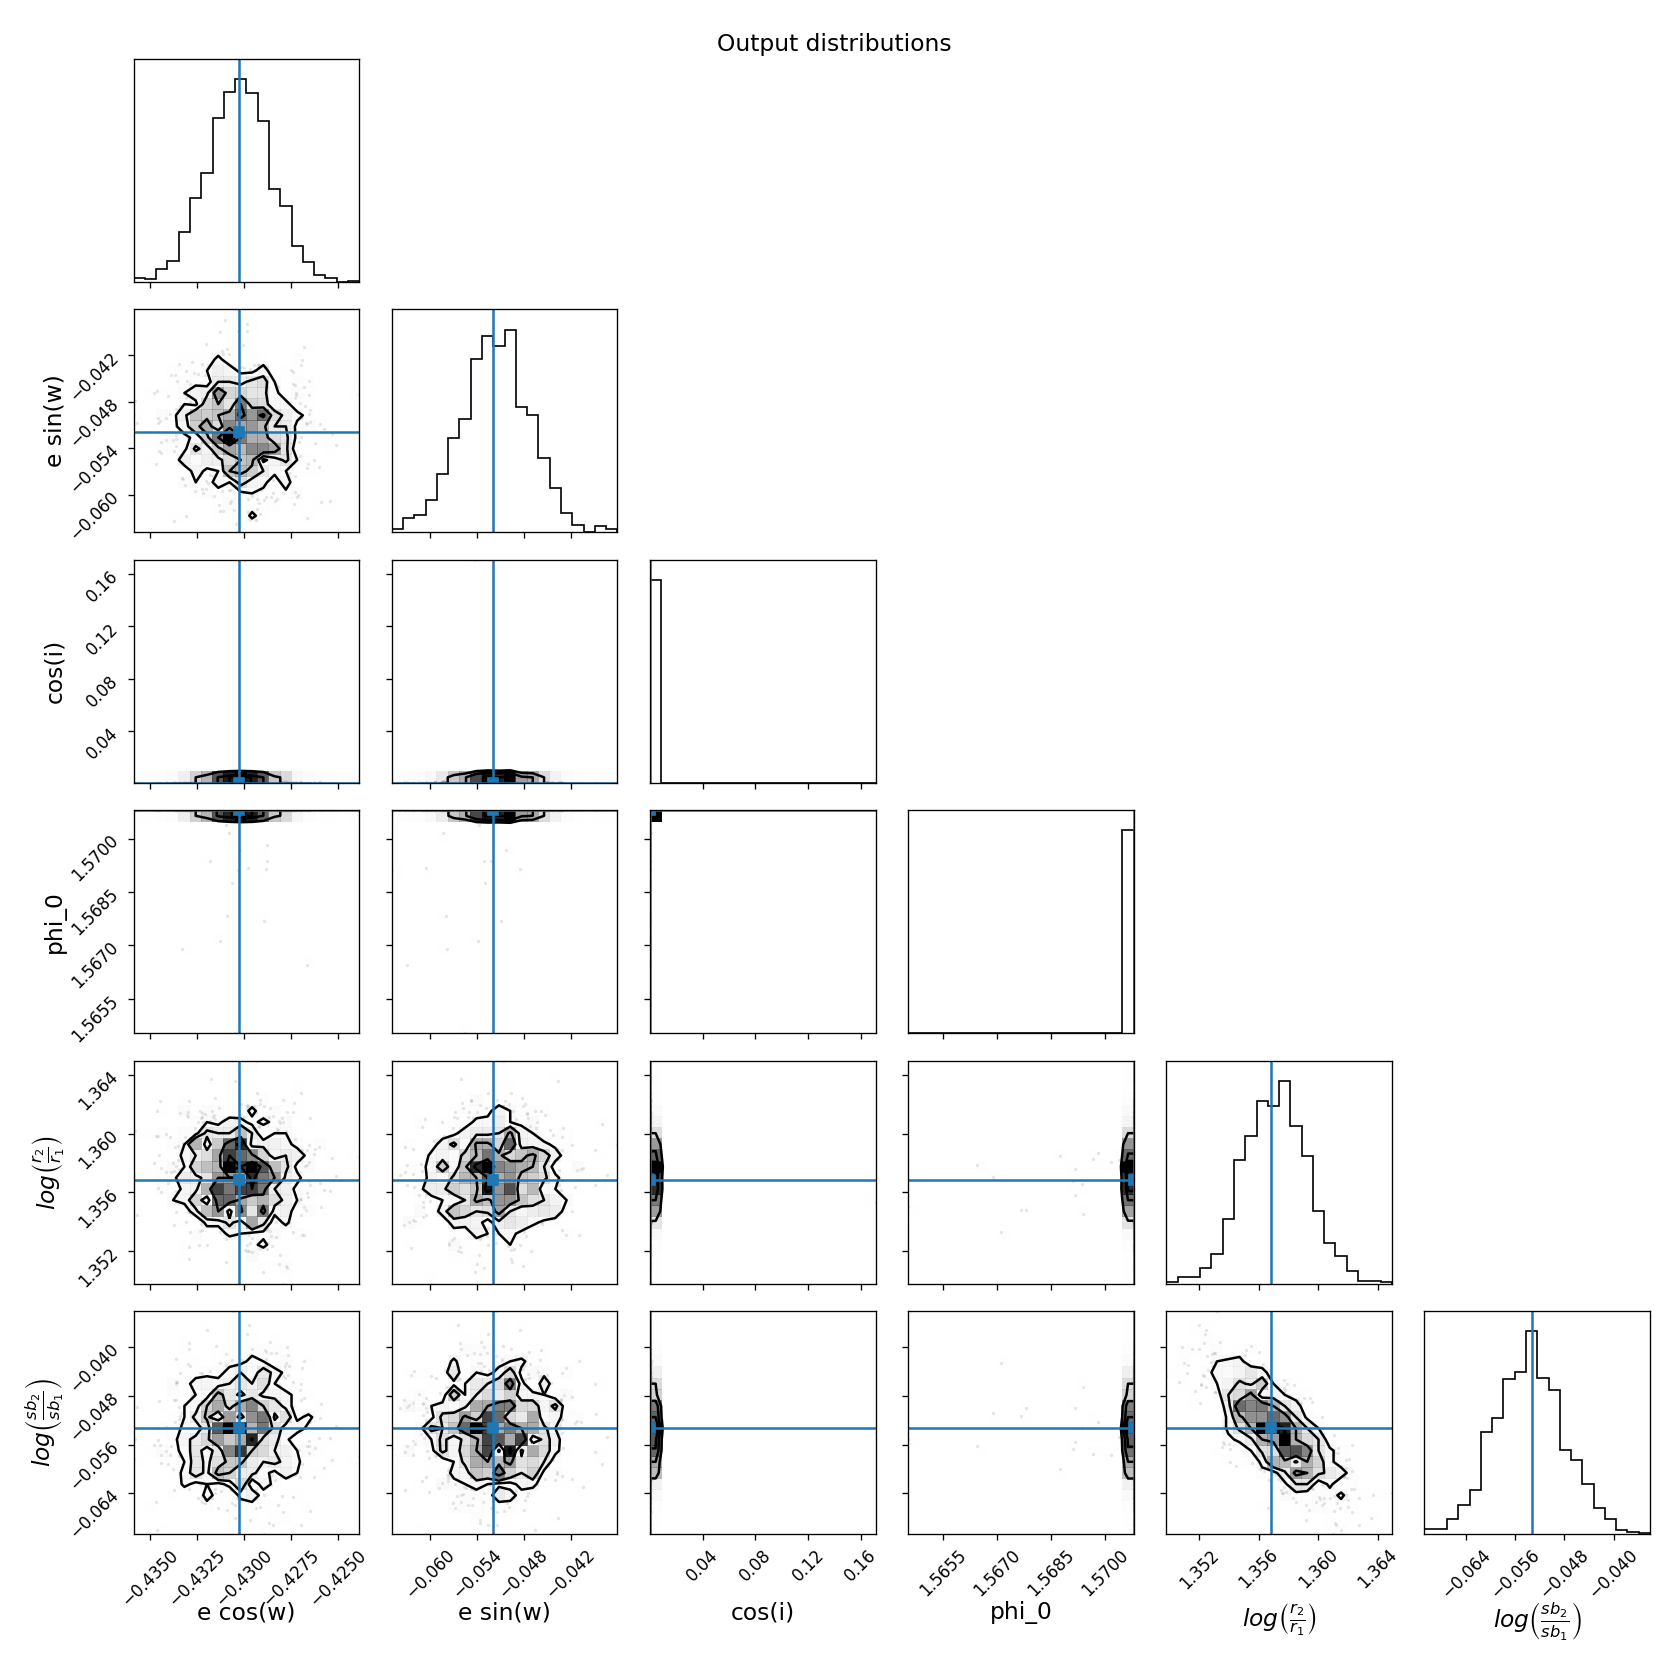 Output distributions
e sin(w)
−0.042
−0.048
−0.054
−0.060
cos(i)
0.16
0.12
0.08
0.04
phi_0
1.5700
1.5685
1.5670
1.5655
log(r₂/r₁)
1.364
1.360
1.356
1.352
log(sb₂/sb₁)
−0.040
−0.048
−0.056
−0.064
−0.4350 −0.4325 −0.4300 −0.4275 −0.4250
−0.060 −0.054 −0.048 −0.042
0.04 0.08 0.12 0.16
1.5655 1.5670 1.5685 1.5700
1.352 1.356 1.360 1.364
−0.064 −0.056 −0.048 −0.040
e cos(w) e sin(w) cos(i) phi_0 log(r₂/r₁) log(sb₂/sb₁)